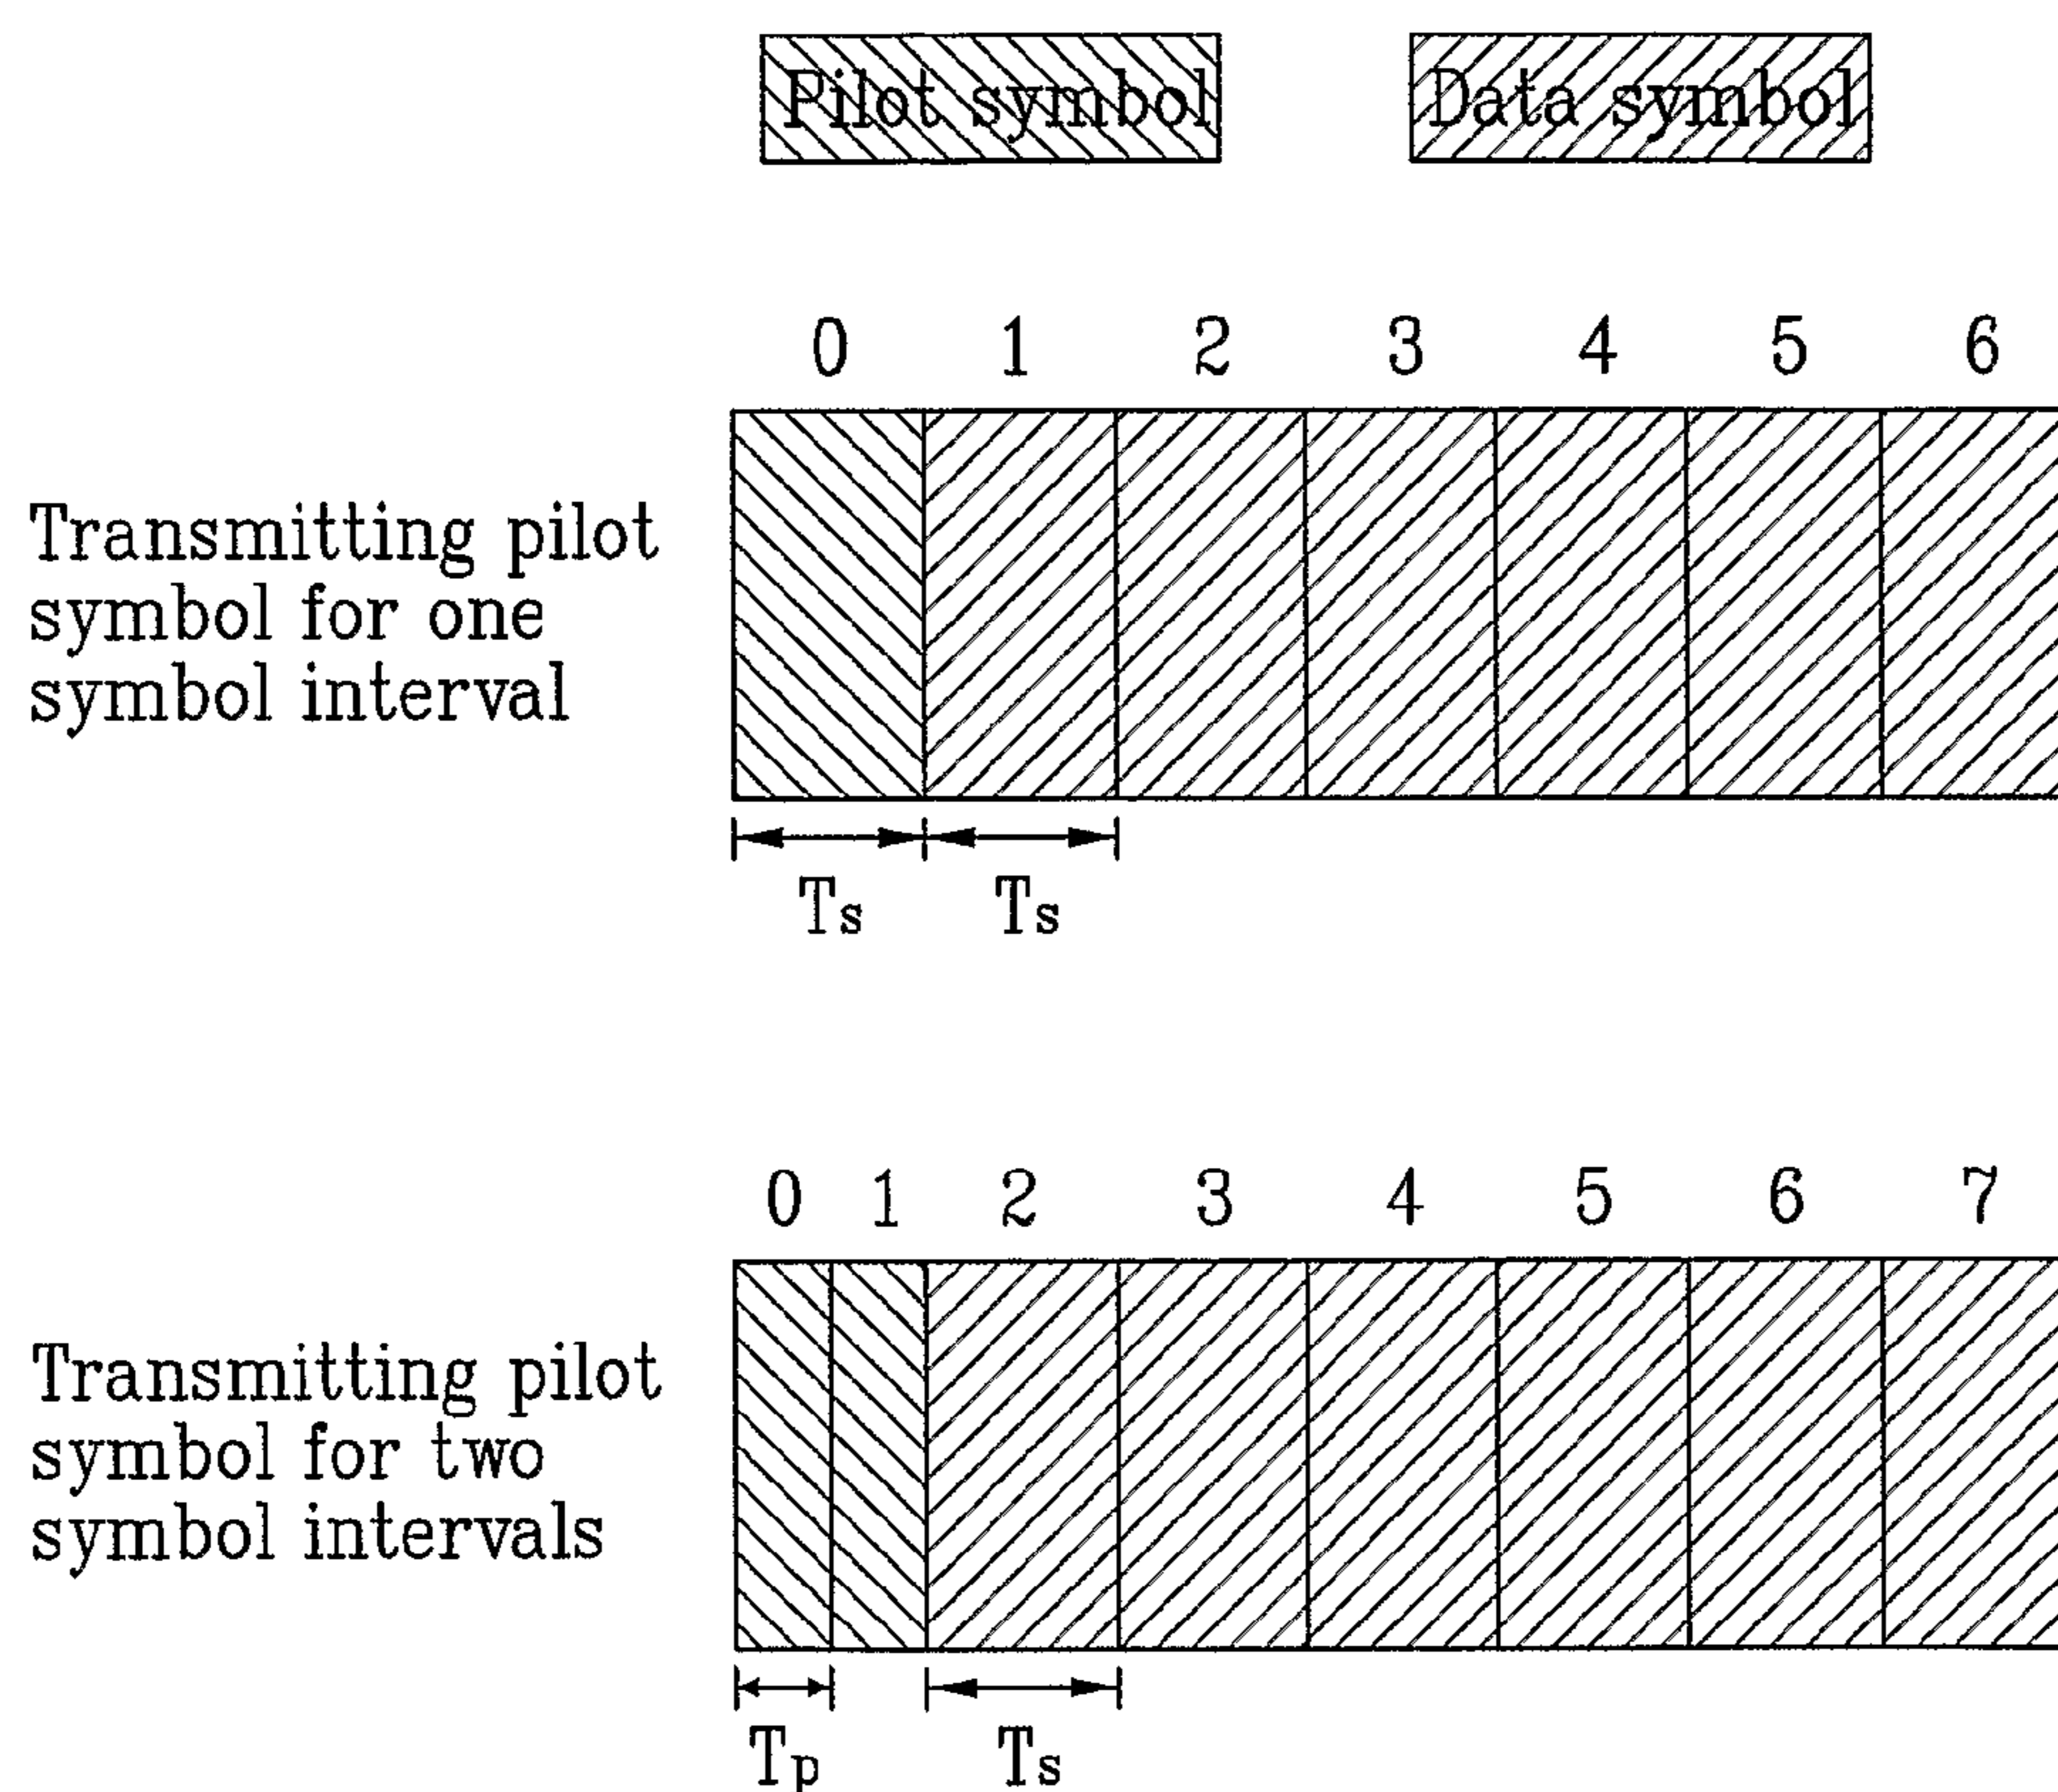 Pilot symbol Data symbol
0 1 2 3 4 5 6
Transmitting pilot
symbol for one
symbol interval
Ts Ts
0 1 2 3 4 5 6 7
Transmitting pilot
symbol for two
symbol intervals
Tp Ts